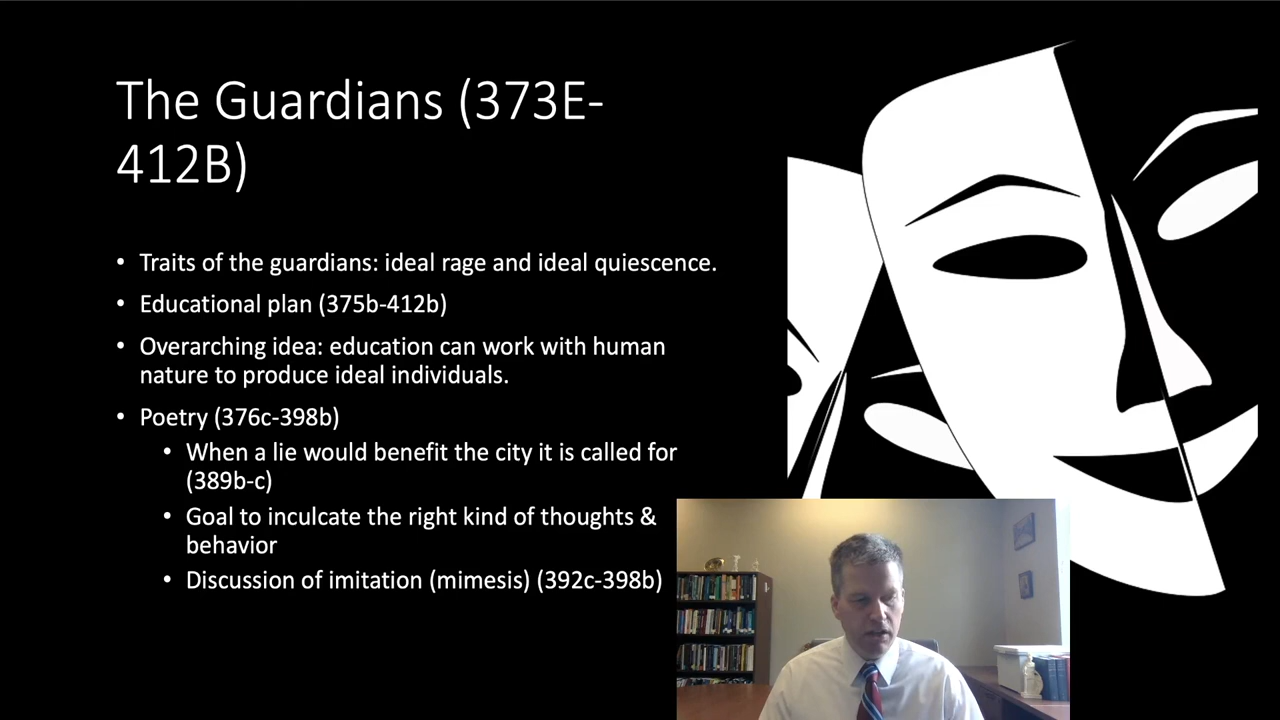 The Guardians (373E-
412B)
• Traits of the guardians: ideal rage and ideal quiescence.
• Educational plan (375b-412b)
• Overarching idea: education can work with human
nature to produce ideal individuals.
• Poetry (376c-398b)
• When a lie would benefit the city it is called for
(389b-c)
• Goal to inculcate the right kind of thoughts &
behavior
• Discussion of imitation (mimesis) (392c-398b)